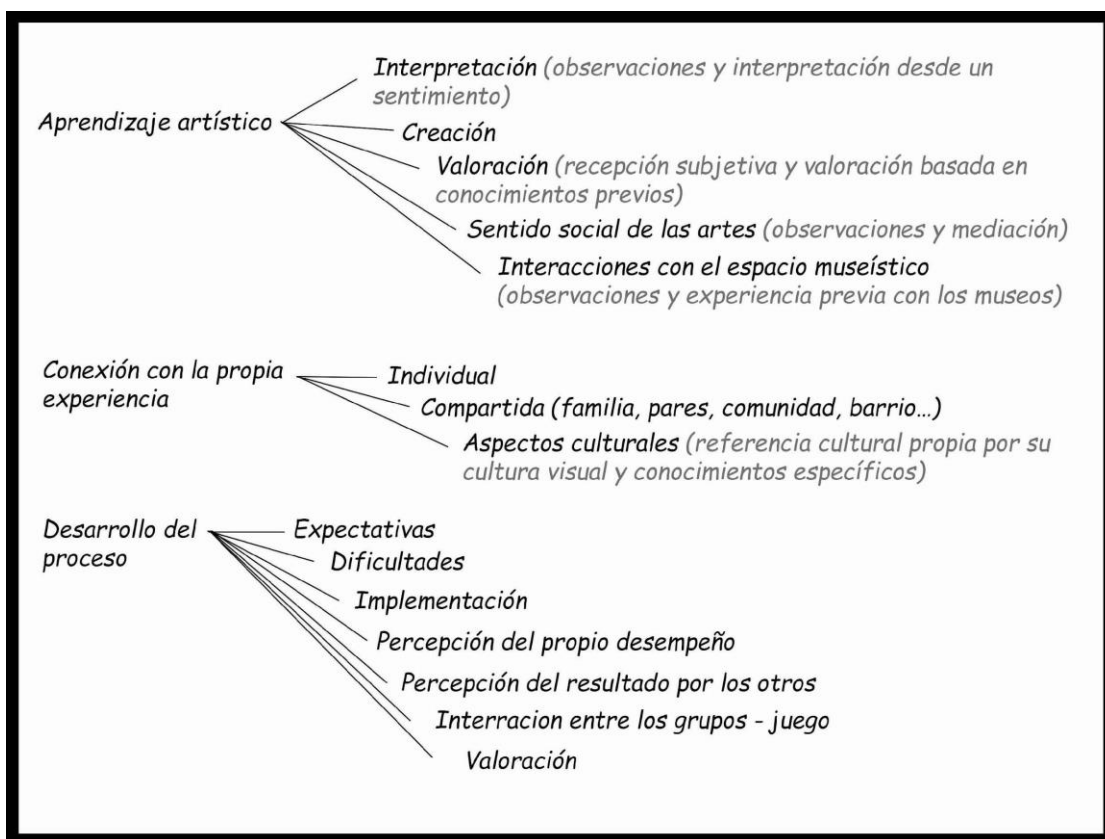 Interpretación (observaciones y interpretación desde un
sentimiento)
Aprendizaje artístico
Creación
Valoración (recepción subjetiva y valoración basada en
conocimientos previos)
Sentido social de las artes (observaciones y mediación)
Interacciones con el espacio museístico
(observaciones y experiencia previa con los museos)
Conexión con la propia
experiencia
Individual
Compartida (familia, pares, comunidad, barrio...)
Aspectos culturales (referencia cultural propia por su
cultura visual y conocimientos específicos)
Desarrollo del
proceso
Expectativas
Dificultades
Implementación
Percepción del propio desempeño
Percepción del resultado por los otros
Interracion entre los grupos - juego
Valoración